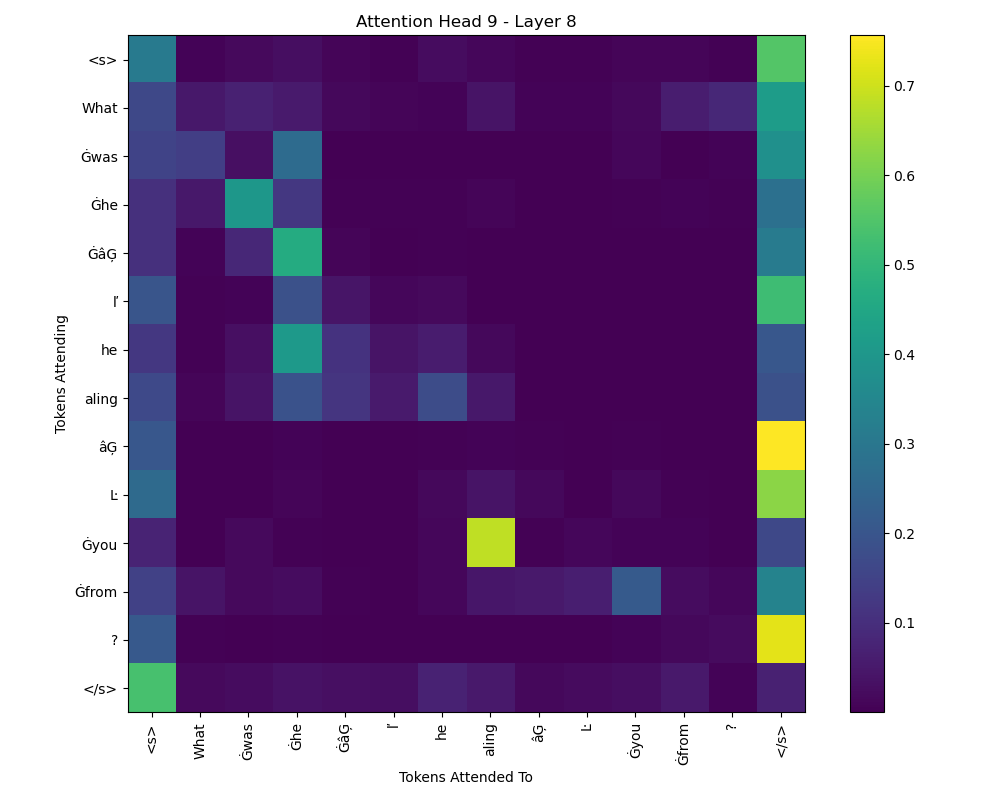 Attention Head 9 - Layer 8
Tokens Attending
<s>
What
Ġwas
Ġhe
ĠâĢ
ľ
he
aling
âĢ
Ŀ
Ġyou
Ġfrom
?
</s>
<s>
What
Ġwas
Ġhe
ĠâĢ
ľ
he
aling
âĢ
Ŀ
Ġyou
Ġfrom
?
</s>
Tokens Attended To
0.7
0.6
0.5
0.4
0.3
0.2
0.1